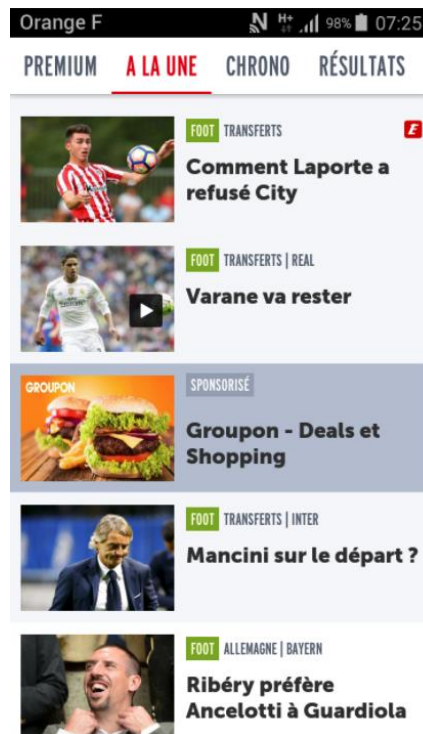 Orange F H+ 98% 07:25
PREMIUM A LA UNE CHRONO RÉSULTATS
FOOT TRANSFERTS E
Comment Laporte a
refusé City
FOOT TRANSFERTS | REAL
Varane va rester
GROUPON
SPONSORISÉ
Groupon - Deals et
Shopping
FOOT TRANSFERTS | INTER
Mancini sur le départ ?
FOOT ALLEMAGNE | BAYERN
Ribéry préfère
Ancelotti à Guardiola